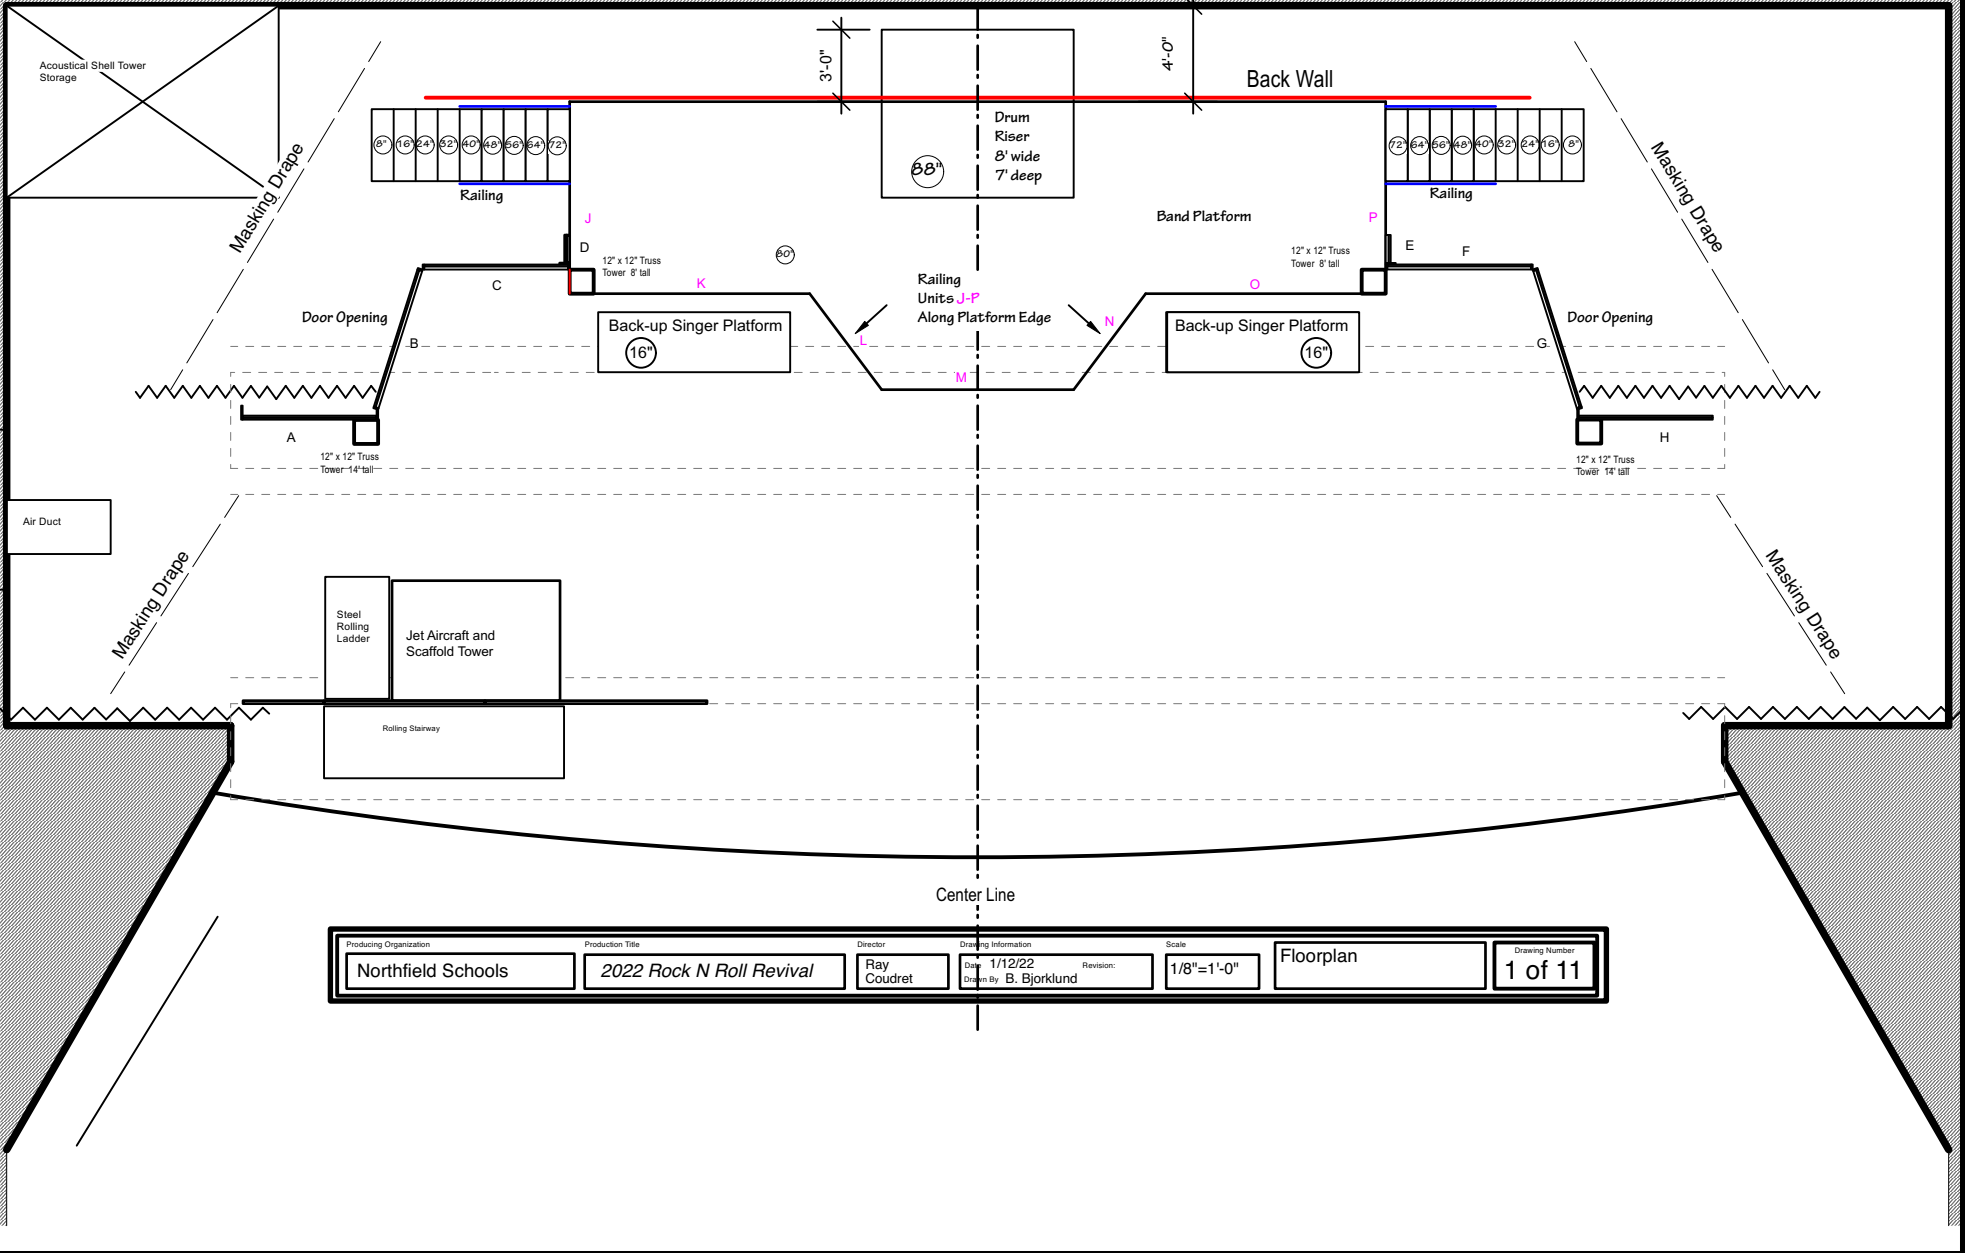 Acoustical Shell Tower
Storage
3'-0"
4'-0"
Back Wall
Masking Drape
8" 16" 24" 32" 40" 48" 56" 64" 72"
Railing
Drum
Riser
8' wide
7' deep
88"
72" 64" 56" 48" 40" 32" 24" 16" 8"
Railing
Masking Drape
J
D
12" x 12" Truss
Tower 8' tall
80"
Band Platform
P
12" x 12" Truss
Tower 8' tall
E
F
C
K
Railing
Units J-P
Along Platform Edge
O
Door Opening
B
Back-up Singer Platform
16"
L
M
N
Back-up Singer Platform
16"
Door Opening
G
A
12" x 12" Truss
Tower 14' tall
H
12" x 12" Truss
Tower 14' tall
Air Duct
Masking Drape
Steel
Rolling
Ladder
Jet Aircraft and
Scaffold Tower
Masking Drape
Rolling Stairway
Center Line
Producing Organization
Northfield Schools
Production Title
2022 Rock N Roll Revival
Director
Ray
Coudret
Drawing Information
Date 1/12/22 Revision:
Drawn By B. Bjorklund
Scale
1/8"=1'-0"
Floorplan
Drawing Number
1 of 11